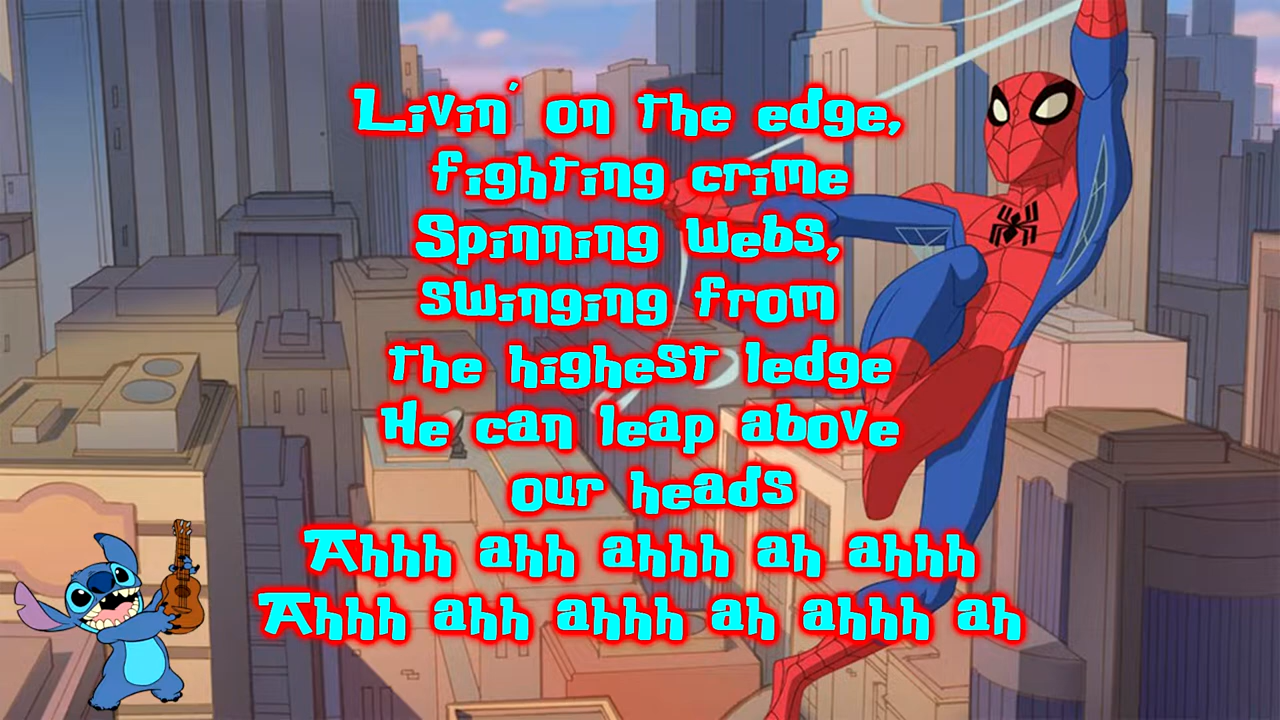 Livin' on the edge,
fighting crime
Spinning webs,
swinging from
the highest ledge
He can leap above
our heads
Ahhh ahh ahhh ah ahhh
Ahhh ahh ahhh ah ahhh ah